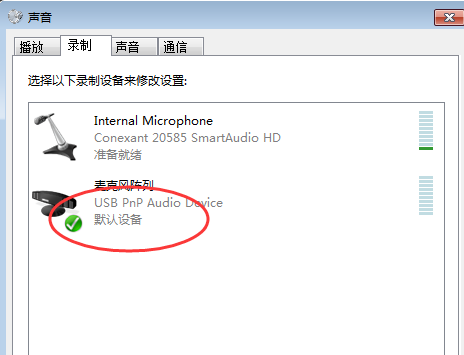 声音
播放 录制 声音 通信
选择以下录制设备来修改设置:
Internal Microphone
Conexant 20585 SmartAudio HD
准备就绪
麦克风阵列
USB PnP Audio Device
默认设备